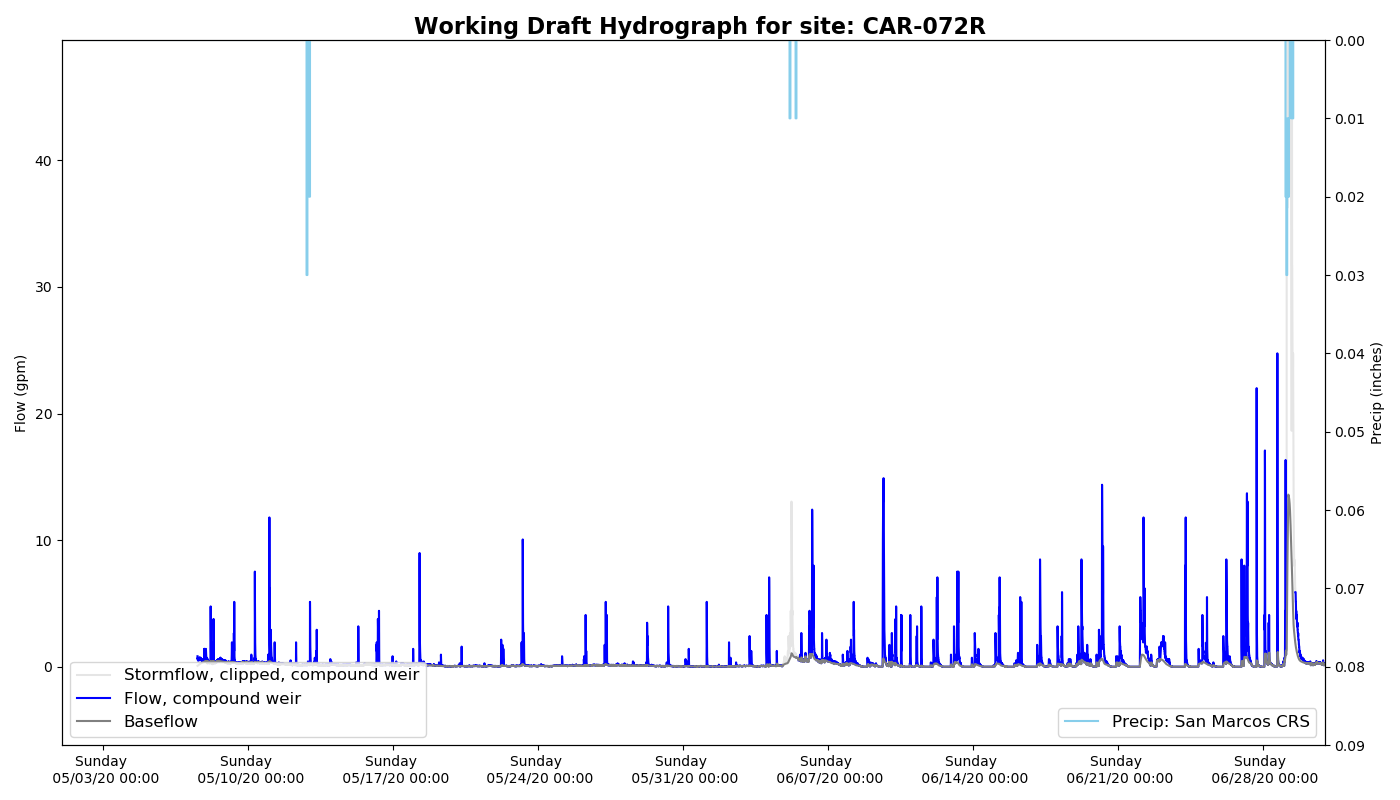 Working Draft Hydrograph for site: CAR-072R
Flow (gpm)
40
30
20
10
0
0.00
0.01
0.02
0.03
0.04
0.05
0.06
0.07
0.08
0.09
Precip (inches)
Stormflow, clipped, compound weir
Flow, compound weir
Baseflow
Precip: San Marcos CRS
Sunday
05/03/20 00:00
Sunday
05/10/20 00:00
Sunday
05/17/20 00:00
Sunday
05/24/20 00:00
Sunday
05/31/20 00:00
Sunday
06/07/20 00:00
Sunday
06/14/20 00:00
Sunday
06/21/20 00:00
Sunday
06/28/20 00:00